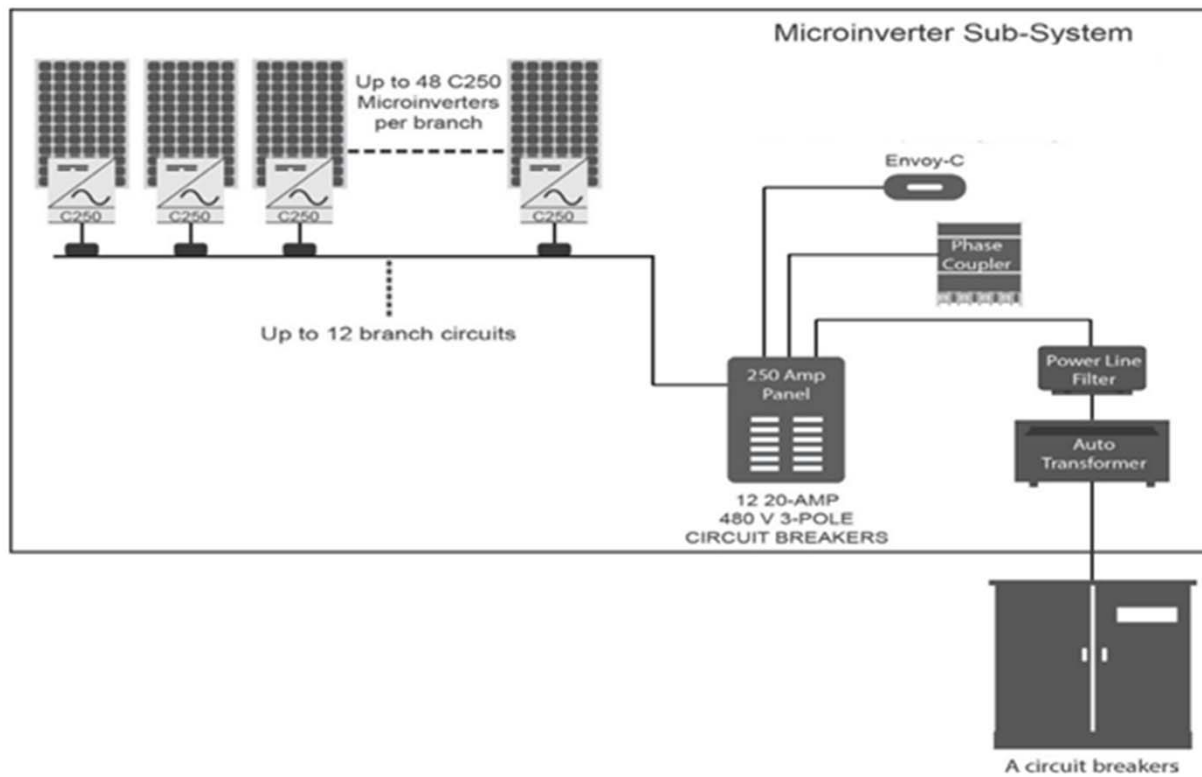 Microinverter Sub-System
Up to 48 C250
Microinverters
per branch
C250
C250
C250
C250
Up to 12 branch circuits
Envoy-C
Phase
Coupler
250 Amp
Panel
Power Line
Filter
Auto
Transformer
12 20-AMP
480 V 3-POLE
CIRCUIT BREAKERS
A circuit breakers